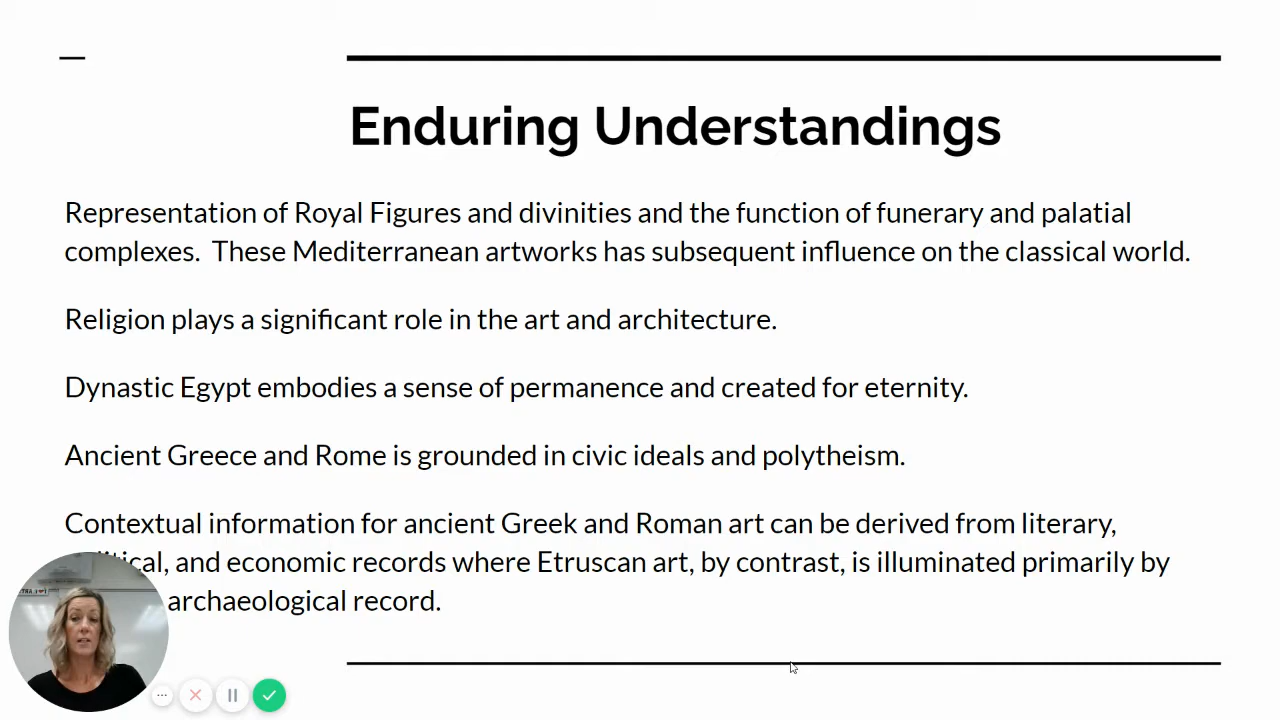 Enduring Understandings
Representation of Royal Figures and divinities and the function of funerary and palatial
complexes. These Mediterranean artworks has subsequent influence on the classical world.
Religion plays a significant role in the art and architecture.
Dynastic Egypt embodies a sense of permanence and created for eternity.
Ancient Greece and Rome is grounded in civic ideals and polytheism.
Contextual information for ancient Greek and Roman art can be derived from literary,
and economic records where Etruscan art, by contrast, is illuminated primarily by
archaeological record.